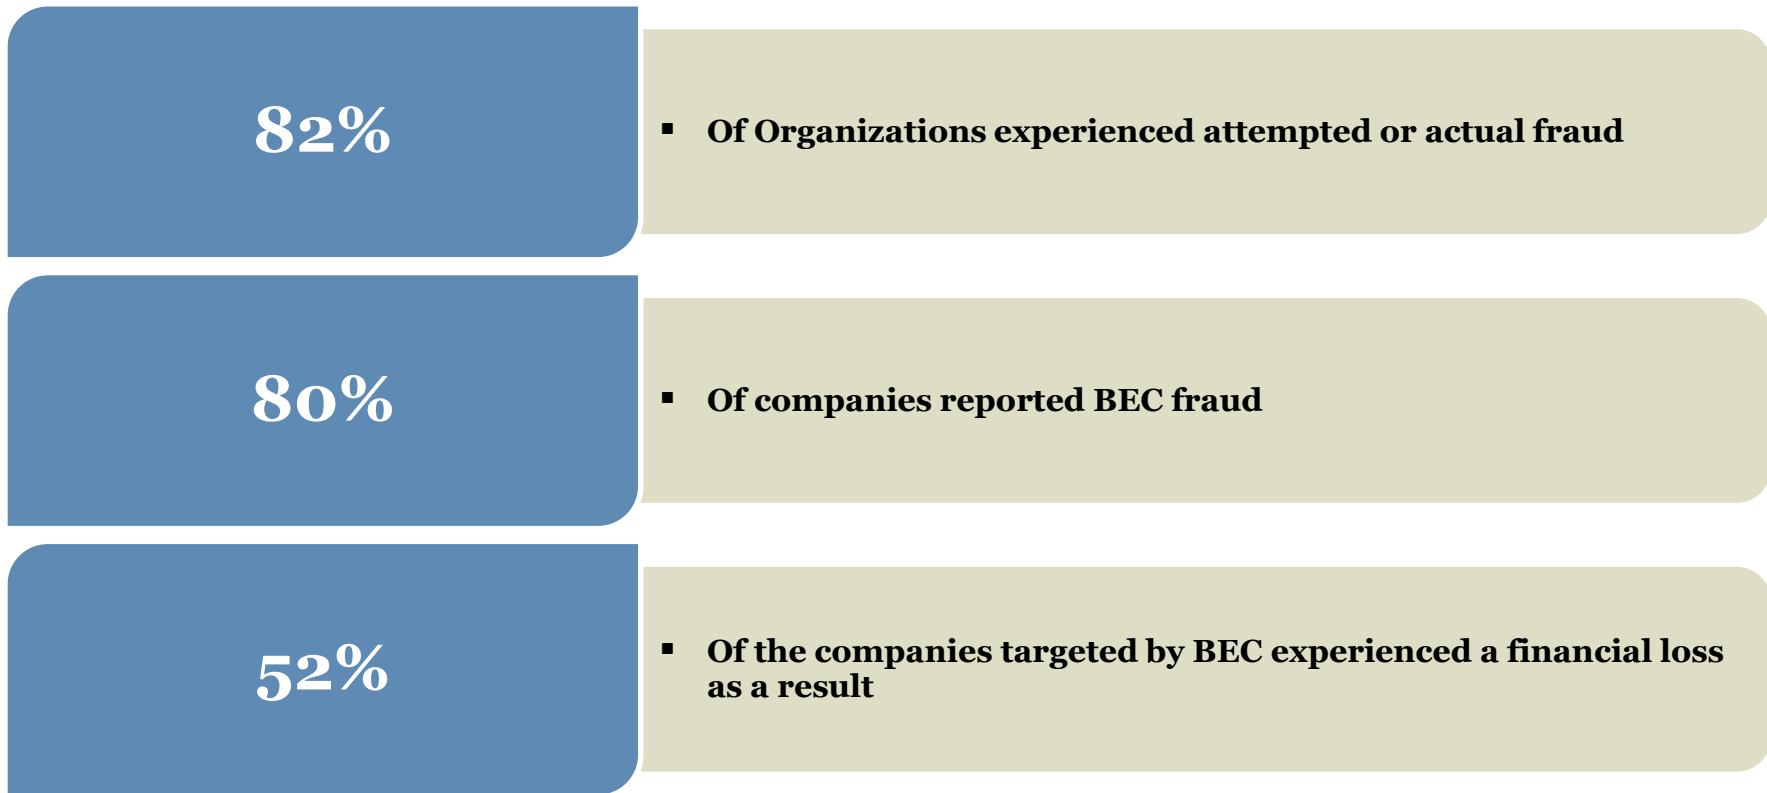 82%
▪ Of Organizations experienced attempted or actual fraud
80%
▪ Of companies reported BEC fraud
52%
▪ Of the companies targeted by BEC experienced a financial loss
as a result